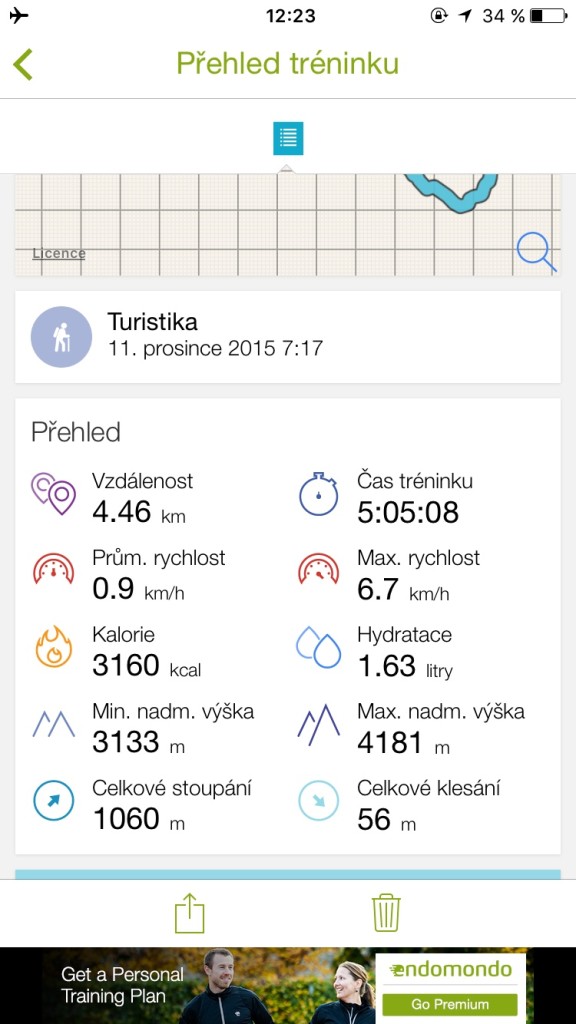 12:23
34 %
Přehled tréninku
Licence
Turistika
11. prosince 2015 7:17
Přehled
Vzdálenost
4.46 km
Čas tréninku
5:05:08
Prům. rychlost
0.9 km/h
Max. rychlost
6.7 km/h
Kalorie
3160 kcal
Hydratace
1.63 litry
Min. nadm. výška
3133 m
Max. nadm. výška
4181 m
Celkové stoupání
1060 m
Celkové klesání
56 m
Get a Personal
Training Plan
endomondo
Go Premium